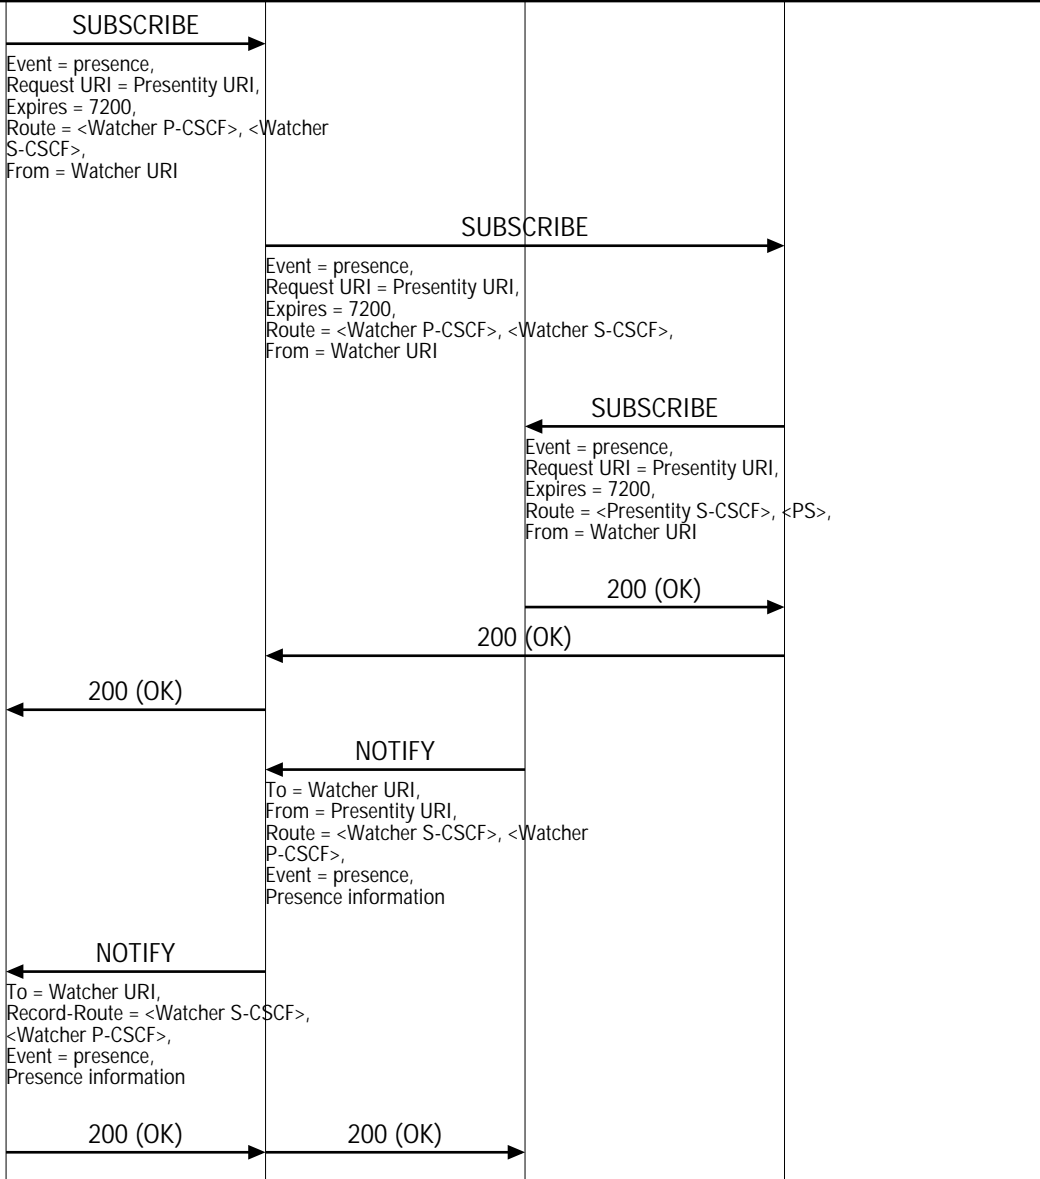 SUBSCRIBE
Event = presence,
Request URI = Presentity URI,
Expires = 7200,
Route = <Watcher P-CSCF>, <Watcher
S-CSCF>,
From = Watcher URI
SUBSCRIBE
Event = presence,
Request URI = Presentity URI,
Expires = 7200,
Route = <Watcher P-CSCF>, <Watcher S-CSCF>,
From = Watcher URI
SUBSCRIBE
Event = presence,
Request URI = Presentity URI,
Expires = 7200,
Route = <Presentity S-CSCF>, <PS>,
From = Watcher URI
200 (OK)
200 (OK)
200 (OK)
NOTIFY
To = Watcher URI,
From = Presentity URI,
Route = <Watcher S-CSCF>, <Watcher
P-CSCF>,
Event = presence,
Presence information
NOTIFY
To = Watcher URI,
Record-Route = <Watcher S-CSCF>,
<Watcher P-CSCF>,
Event = presence,
Presence information
200 (OK) 200 (OK)